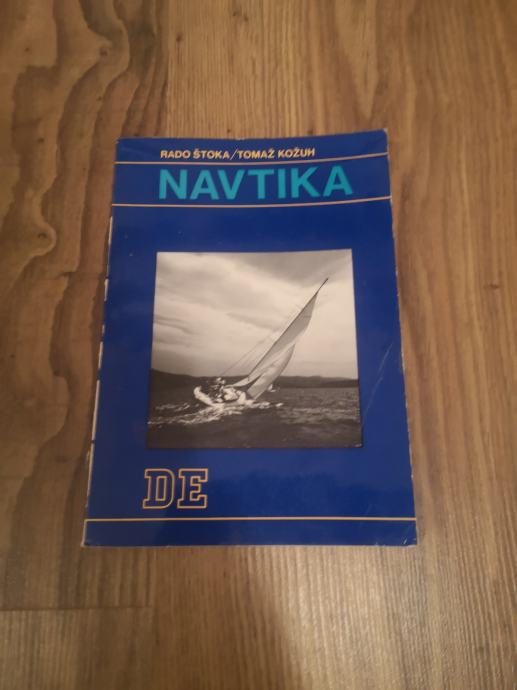 RADO ŠTOKA/TOMAŽ KOŽUH
NAVTIKA
DE